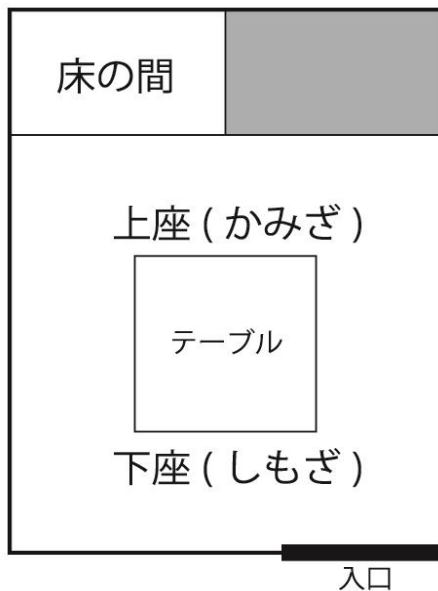 床の間
上座 ( かみざ )
テーブル
下座 ( しもざ )
入口